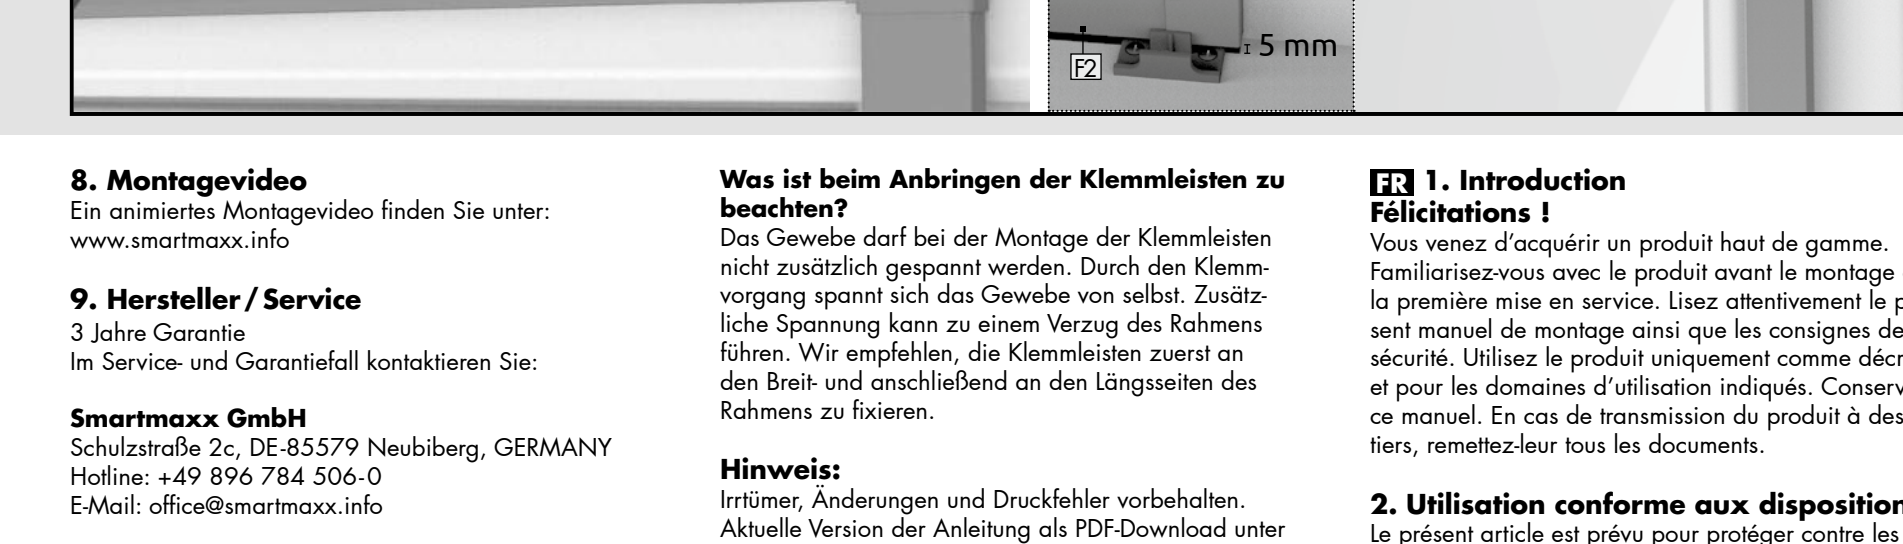 5 mm
F2
8. Montagevideo
Ein animiertes Montagevideo finden Sie unter:
www.smartmaxx.info
9. Hersteller / Service
3 Jahre Garantie
Im Service- und Garantiefall kontaktieren Sie:
Smartmaxx GmbH
Schulzstraße 2c, DE-85579 Neubiberg, GERMANY
Hotline: +49 896 784 506-0
E-Mail: office@smartmaxx.info
Was ist beim Anbringen der Klemmleisten zu
beachten?
Das Gewebe darf bei der Montage der Klemmleisten
nicht zusätzlich gespannt werden. Durch den Klemm-
vorgang spannt sich das Gewebe von selbst. Zusätz-
liche Spannung kann zu einem Verzug des Rahmens
führen. Wir empfehlen, die Klemmleisten zuerst an
den Breit- und anschließend an den Längsseiten des
Rahmens zu fixieren.
Hinweis:
Irrtümer, Änderungen und Druckfehler vorbehalten.
Aktuelle Version der Anleitung als PDF-Download unter
FR 1. Introduction
Félicitations !
Vous venez d’acquérir un produit haut de gamme.
Familiarisez-vous avec le produit avant le montage
la première mise en service. Lisez attentivement le
sent manuel de montage ainsi que les consignes de
sécurité. Utilisez le produit uniquement comme
et pour les domaines d’utilisation indiqués.
ce manuel. En cas de transmission du produit à des
tiers, remettez-leur tous les documents.
2. Utilisation conforme aux
Le présent article est prévu pour protéger contre les